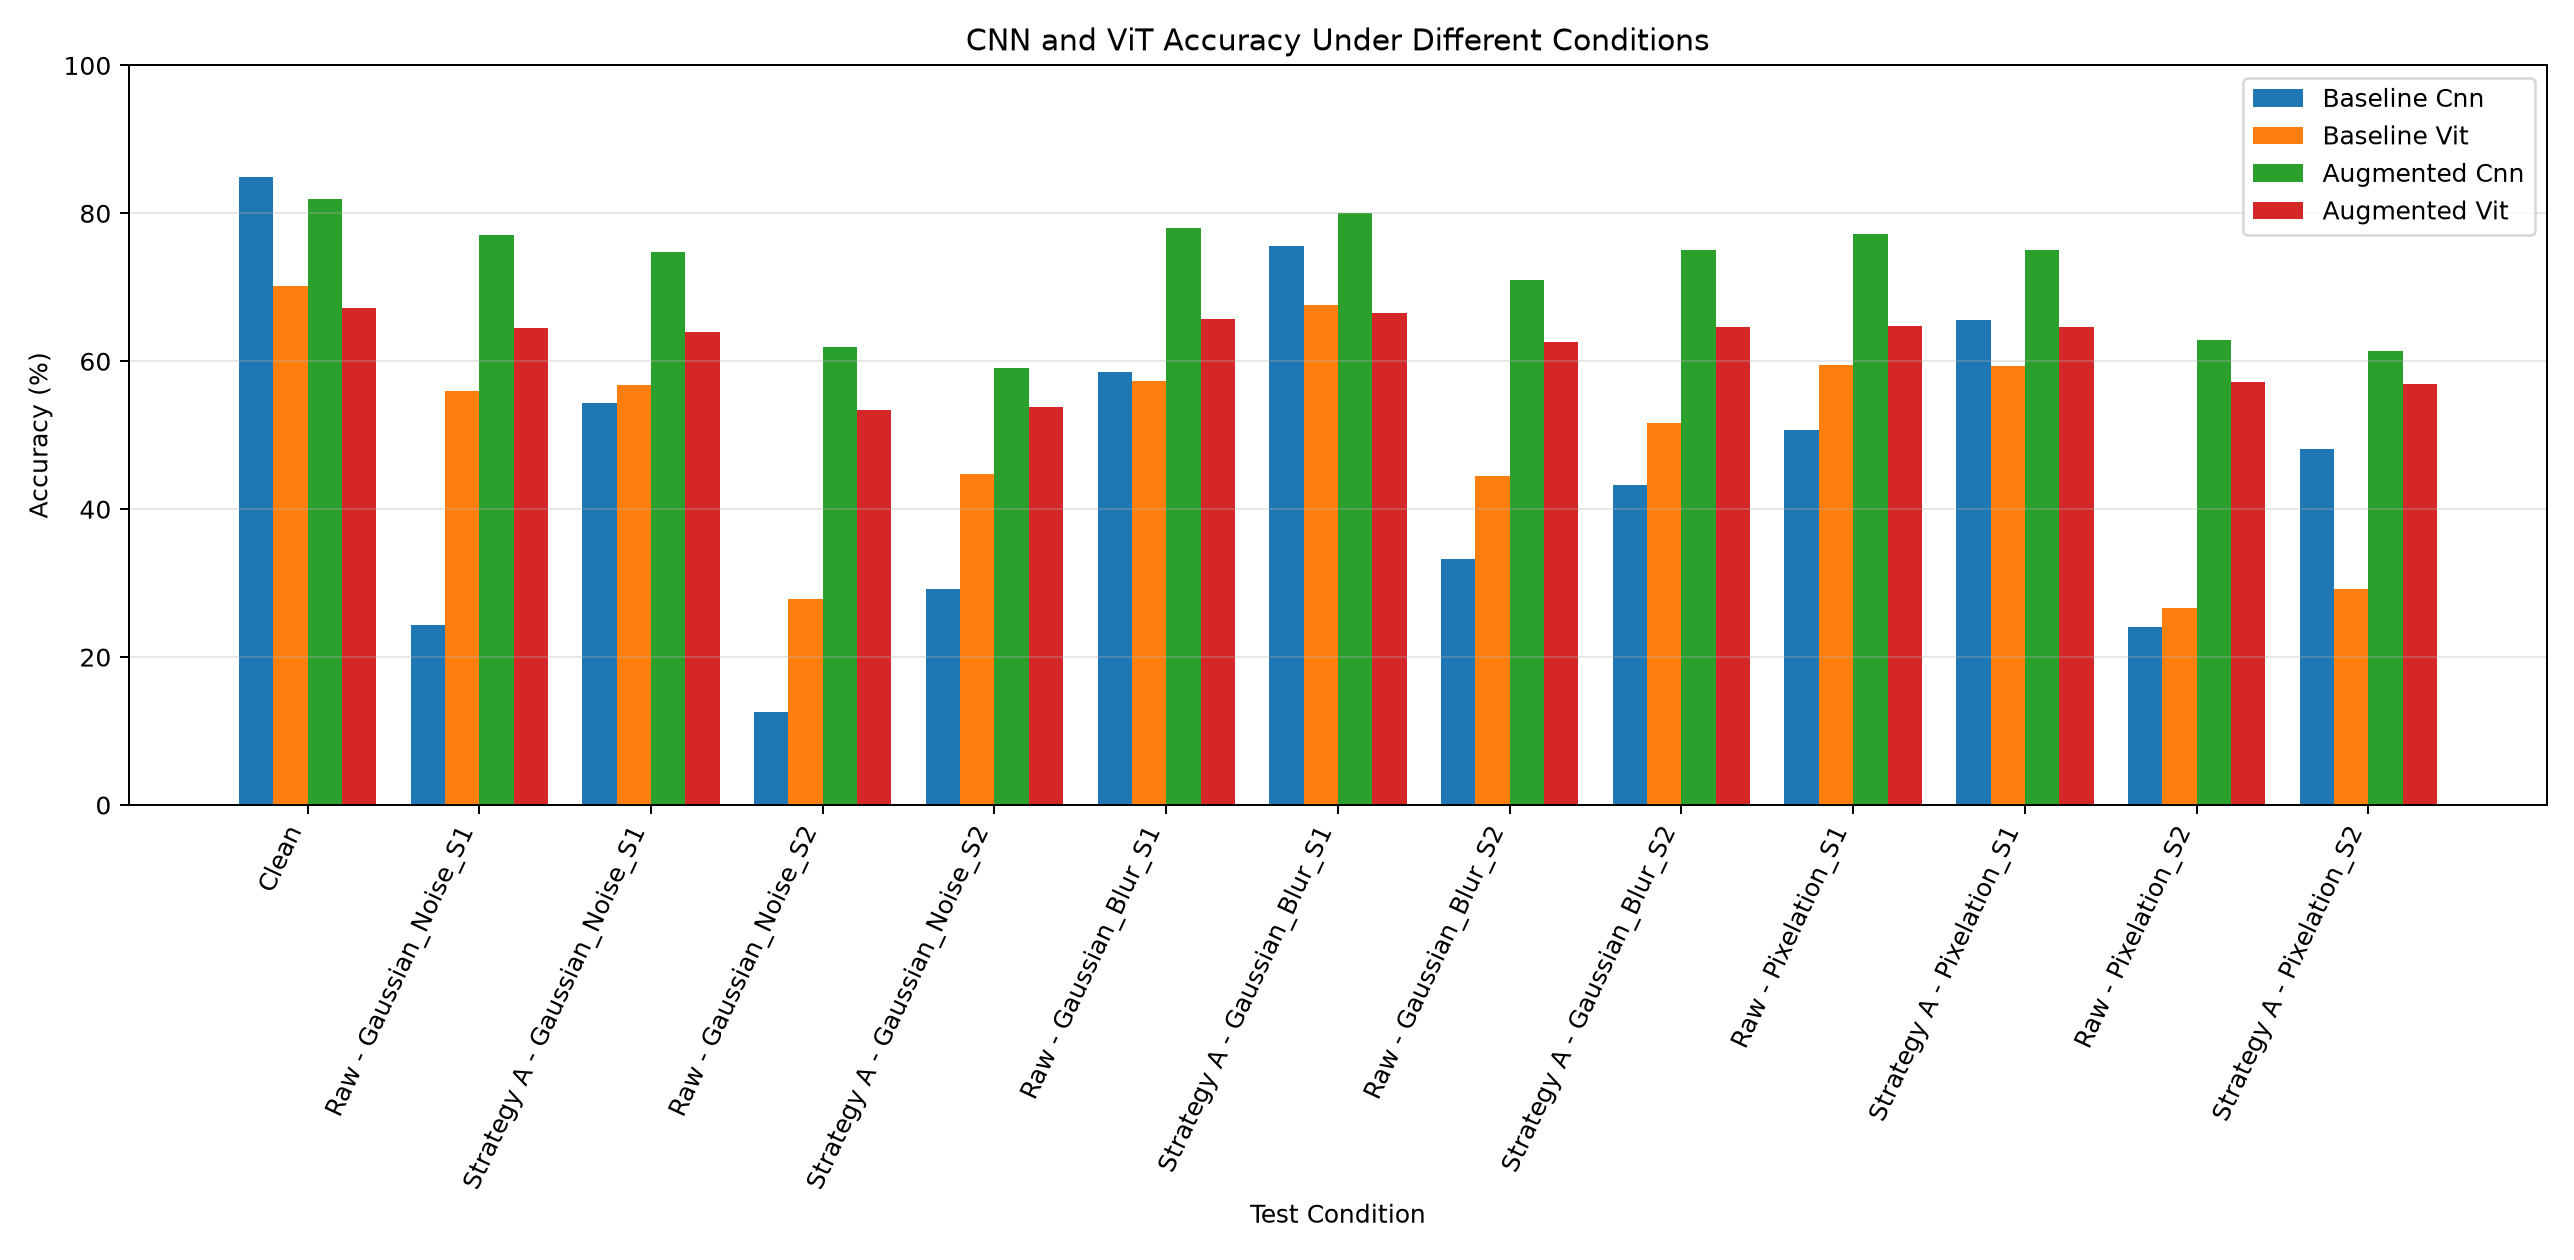 CNN and ViT Accuracy Under Different Conditions
100
80
60
40
20
0
Accuracy (%)
Baseline Cnn
Baseline Vit
Augmented Cnn
Augmented Vit
Clean
Raw - Gaussian_Noise_S1
Strategy A - Gaussian_Noise_S1
Raw - Gaussian_Noise_S2
Strategy A - Gaussian_Noise_S2
Raw - Gaussian_Blur_S1
Strategy A - Gaussian_Blur_S1
Raw - Gaussian_Blur_S2
Strategy A - Gaussian_Blur_S2
Raw - Pixelation_S1
Strategy A - Pixelation_S1
Raw - Pixelation_S2
Strategy A - Pixelation_S2
Test Condition